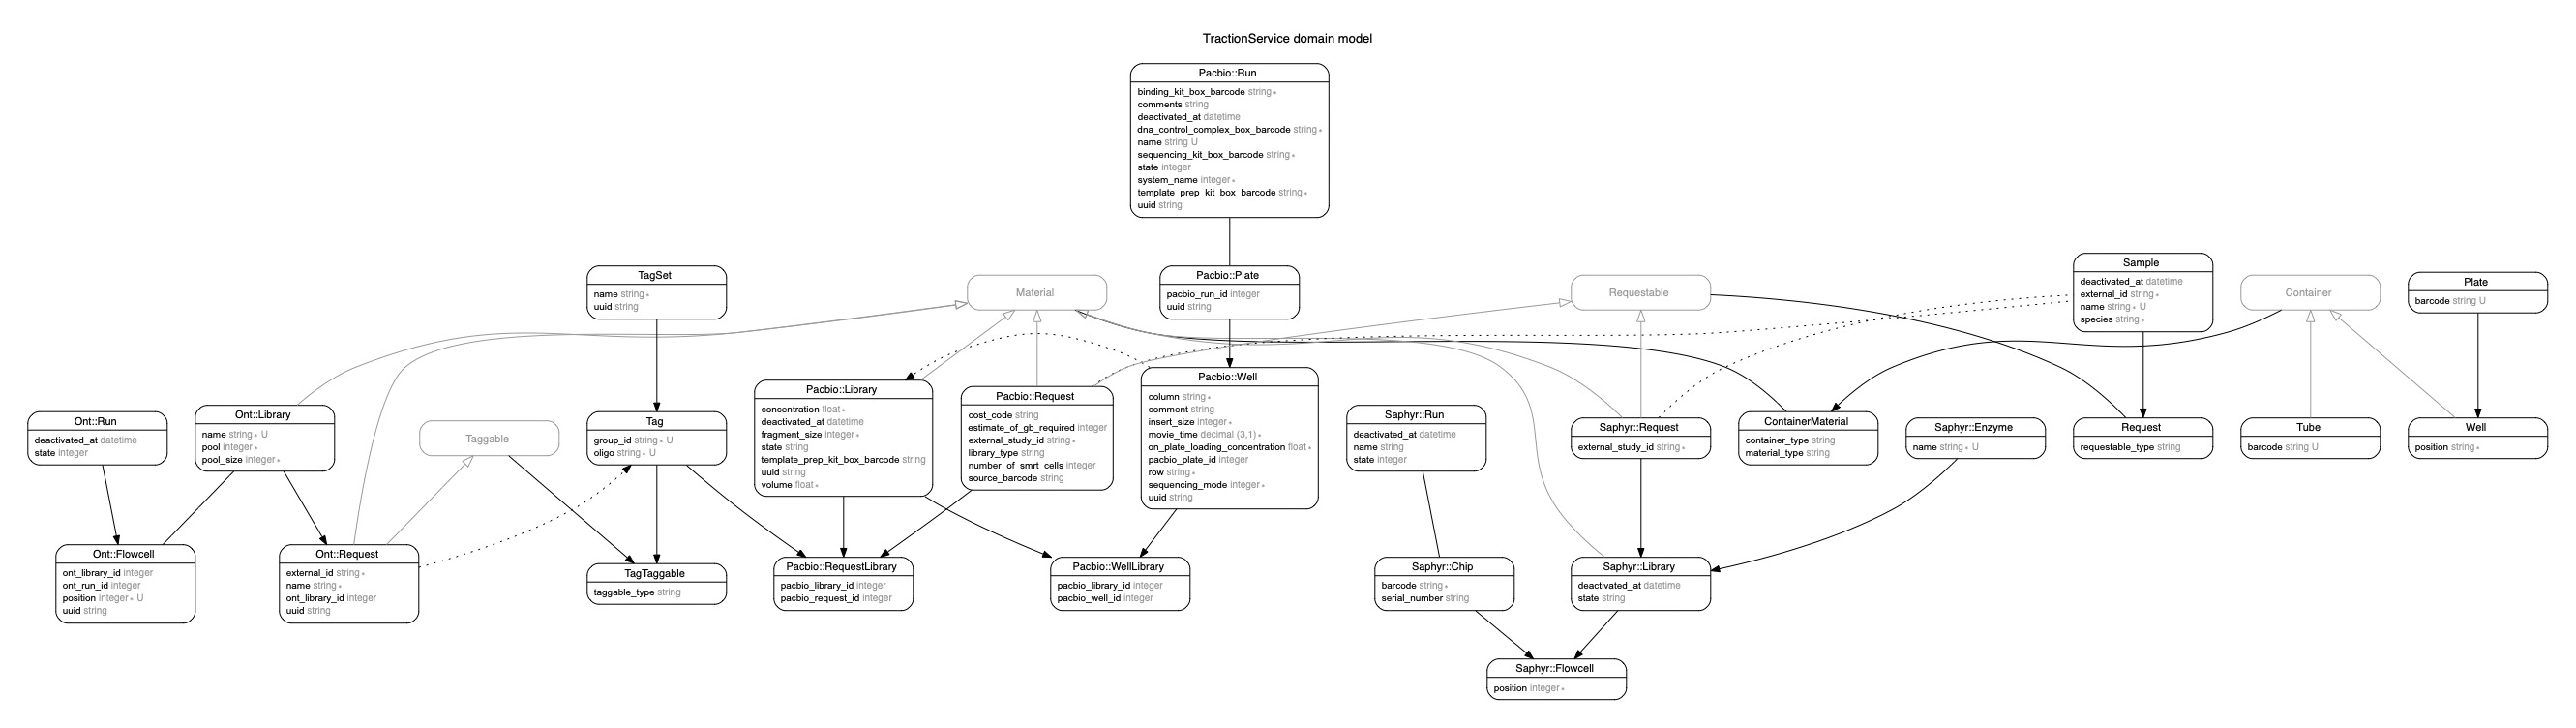 TractionService domain model
Pacbio::Run
binding_kit_box_barcode string ∗
comments string
deactivated_at datetime
dna_control_complex_box_barcode string ∗
name string U
sequencing_kit_box_barcode string ∗
state integer
system_name integer ∗
template_prep_kit_box_barcode string ∗
uuid string
TagSet
name string ∗
uuid string
Material
Pacbio::Plate
pacbio_run_id integer
uuid string
Requestable
Sample
deactivated_at datetime
external_id string ∗
name string ∗ U
species string ∗
Container
Plate
barcode string U
Ont::Run
deactivated_at datetime
state integer
Ont::Library
name string ∗ U
pool integer ∗
pool_size integer ∗
Taggable
Tag
group_id string ∗ U
oligo string ∗ U
Pacbio::Library
concentration float ∗
deactivated_at datetime
fragment_size integer ∗
state string
template_prep_kit_box_barcode string
uuid string
volume float ∗
Pacbio::Request
cost_code string
estimate_of_gb_required integer
external_study_id string ∗
library_type string
number_of_smrt_cells integer
source_barcode string
Pacbio::Well
column string ∗
comment string
insert_size integer ∗
movie_time decimal (3,1) ∗
on_plate_loading_concentration float ∗
pacbio_plate_id integer
row string ∗
sequencing_mode integer ∗
uuid string
Saphyr::Run
deactivated_at datetime
name string
state integer
Saphyr::Request
external_study_id string ∗
ContainerMaterial
container_type string
material_type string
Saphyr::Enzyme
name string ∗ U
Request
requestable_type string
Tube
barcode string U
Well
position string ∗
Ont::Flowcell
ont_library_id integer
ont_run_id integer
position integer ∗ U
uuid string
Ont::Request
external_id string ∗
name string ∗
ont_library_id integer
uuid string
TagTaggable
taggable_type string
Pacbio::RequestLibrary
pacbio_library_id integer
pacbio_request_id integer
Pacbio::WellLibrary
pacbio_library_id integer
pacbio_well_id integer
Saphyr::Chip
barcode string ∗
serial_number string
Saphyr::Library
deactivated_at datetime
state string
Saphyr::Flowcell
position integer ∗